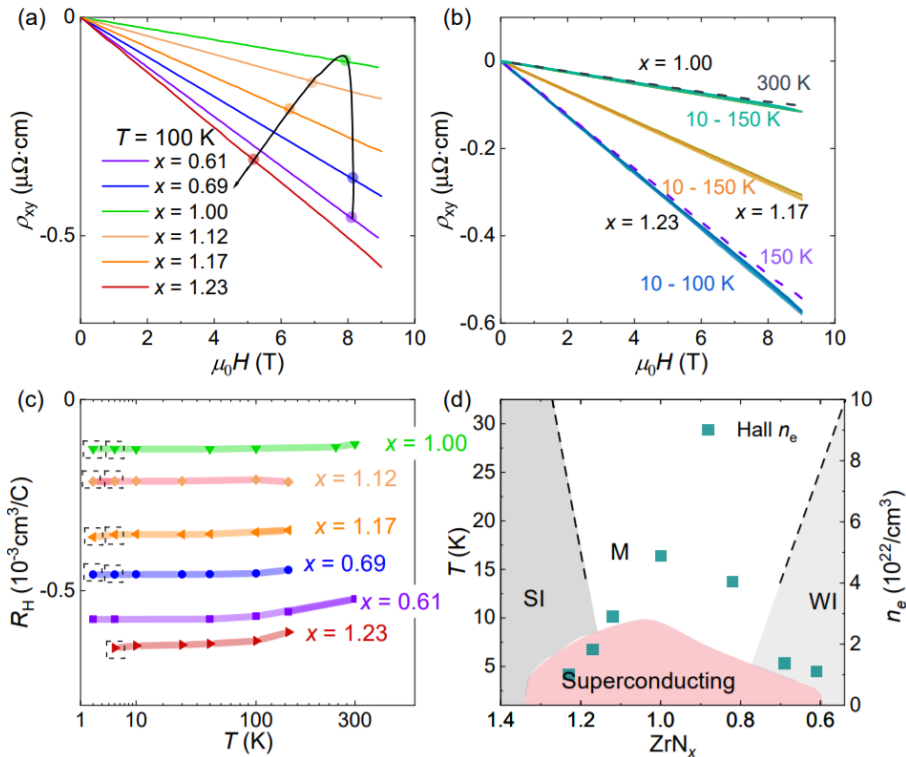 (a)
0
-0.5
ρxy (μΩ·cm)
T = 100 K
x = 0.61
x = 0.69
x = 1.00
x = 1.12
x = 1.17
x = 1.23
0 2 4 6 8 10
μ0H (T)
(b)
0
-0.2
-0.4
-0.6
ρxy (μΩ·cm)
x = 1.00
300 K
10 - 150 K
10 - 150 K
x = 1.17
x = 1.23
150 K
10 - 100 K
0 2 4 6 8 10
μ0H (T)
(c)
0
-0.5
RH (10-3cm3/C)
x = 1.00
x = 1.12
x = 1.17
x = 0.69
x = 0.61
x = 1.23
1 10 100 300
T (K)
(d)
30
25
20
15
10
5
T (K)
Hall ne
M
SI
WI
Superconducting
10
8
6
4
2
0
ne (1022/cm3)
1.4 1.2 1.0 0.8 0.6
ZrNx